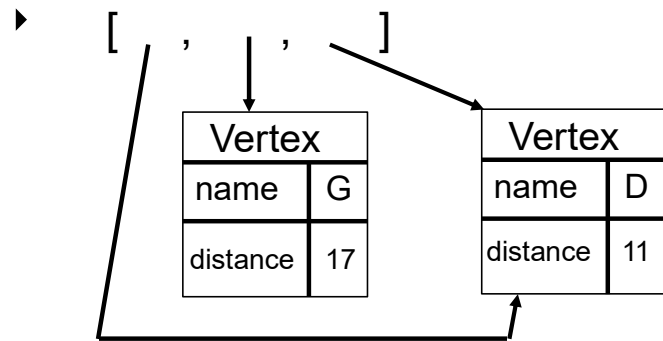 [ , , ]
Vertex
name G
distance 17
Vertex
name D
distance 11